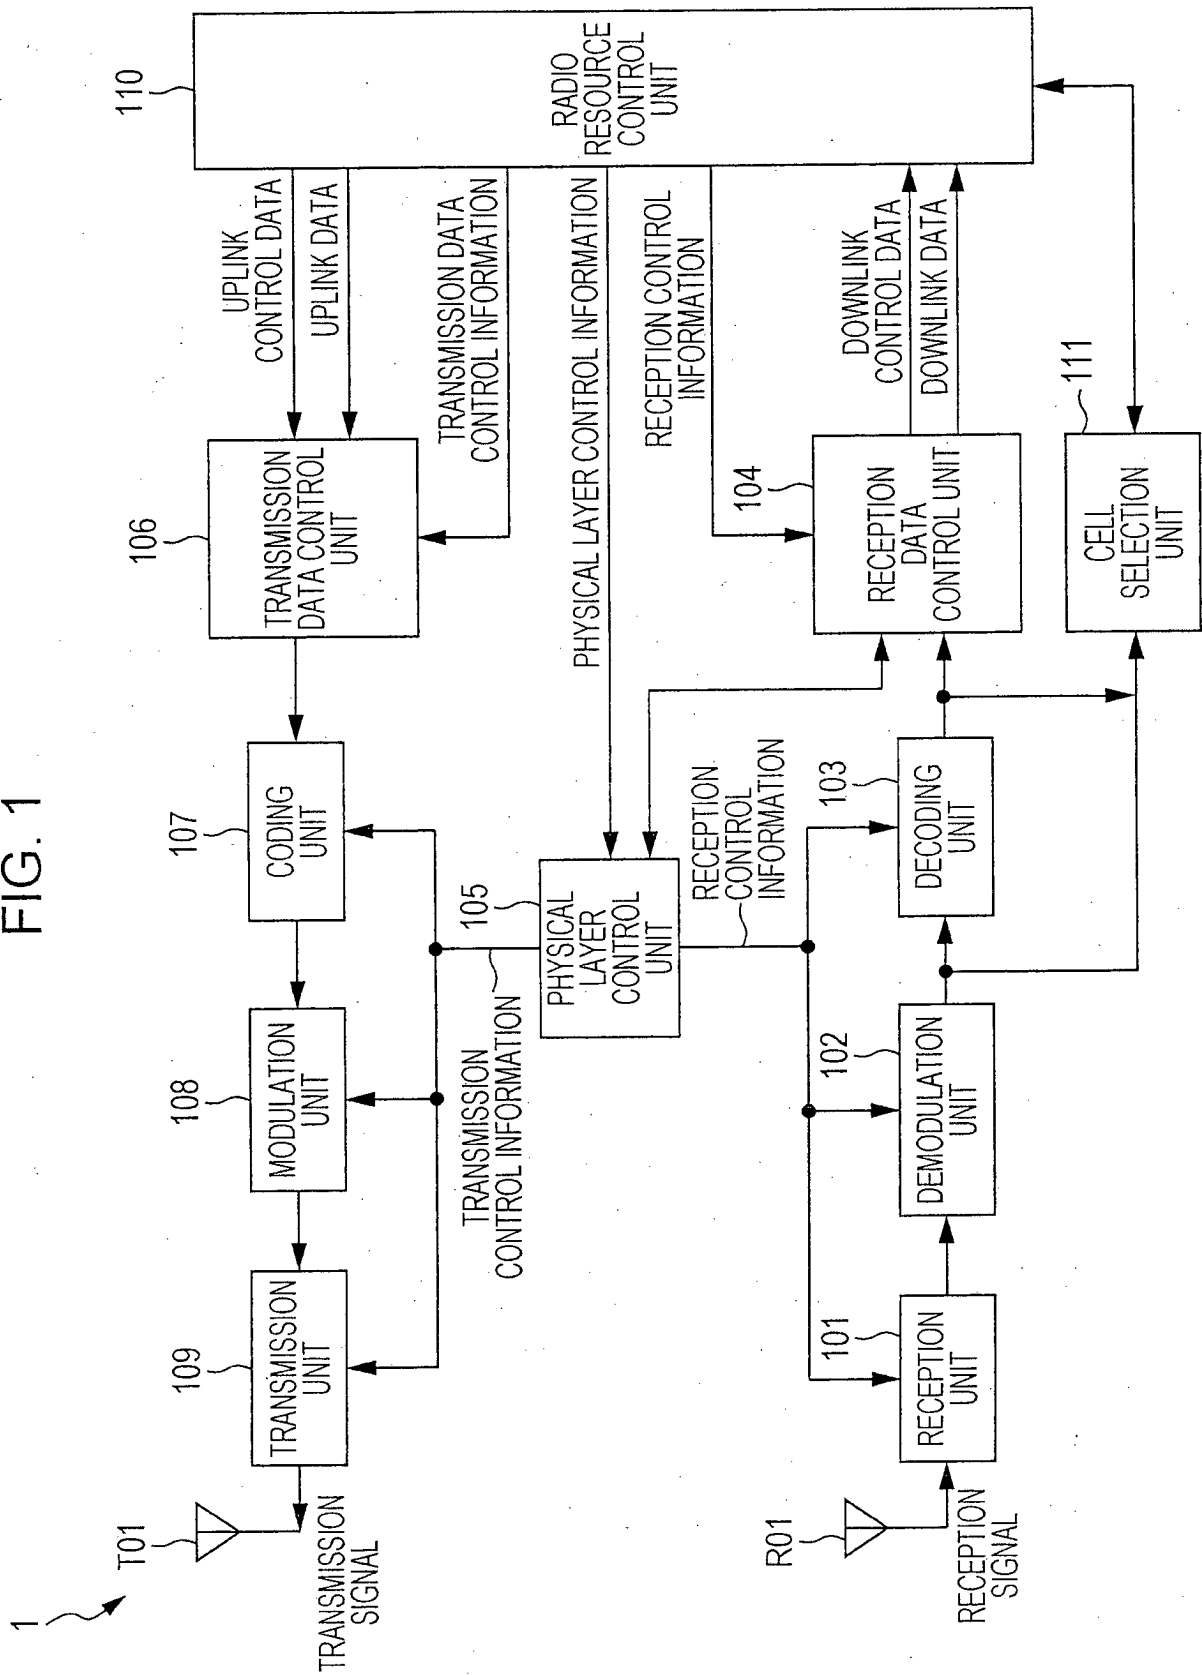 FIG. 1
1
T01
TRANSMISSION
SIGNAL
109
TRANSMISSION
UNIT
108
MODULATION
UNIT
107
CODING
UNIT
106
TRANSMISSION
DATA CONTROL
UNIT
UPLINK
CONTROL DATA
UPLINK DATA
TRANSMISSION DATA
CONTROL INFORMATION
110
RADIO
RESOURCE
CONTROL
UNIT
TRANSMISSION
CONTROL INFORMATION
105
PHYSICAL
LAYER
CONTROL
UNIT
PHYSICAL LAYER CONTROL INFORMATION
RECEPTION CONTROL
INFORMATION
RECEPTION
CONTROL
INFORMATION
R01
RECEPTION
SIGNAL
101
RECEPTION
UNIT
102
DEMODULATION
UNIT
103
DECODING
UNIT
104
RECEPTION
DATA
CONTROL UNIT
DOWNLINK
CONTROL DATA
DOWNLINK DATA
111
CELL
SELECTION
UNIT